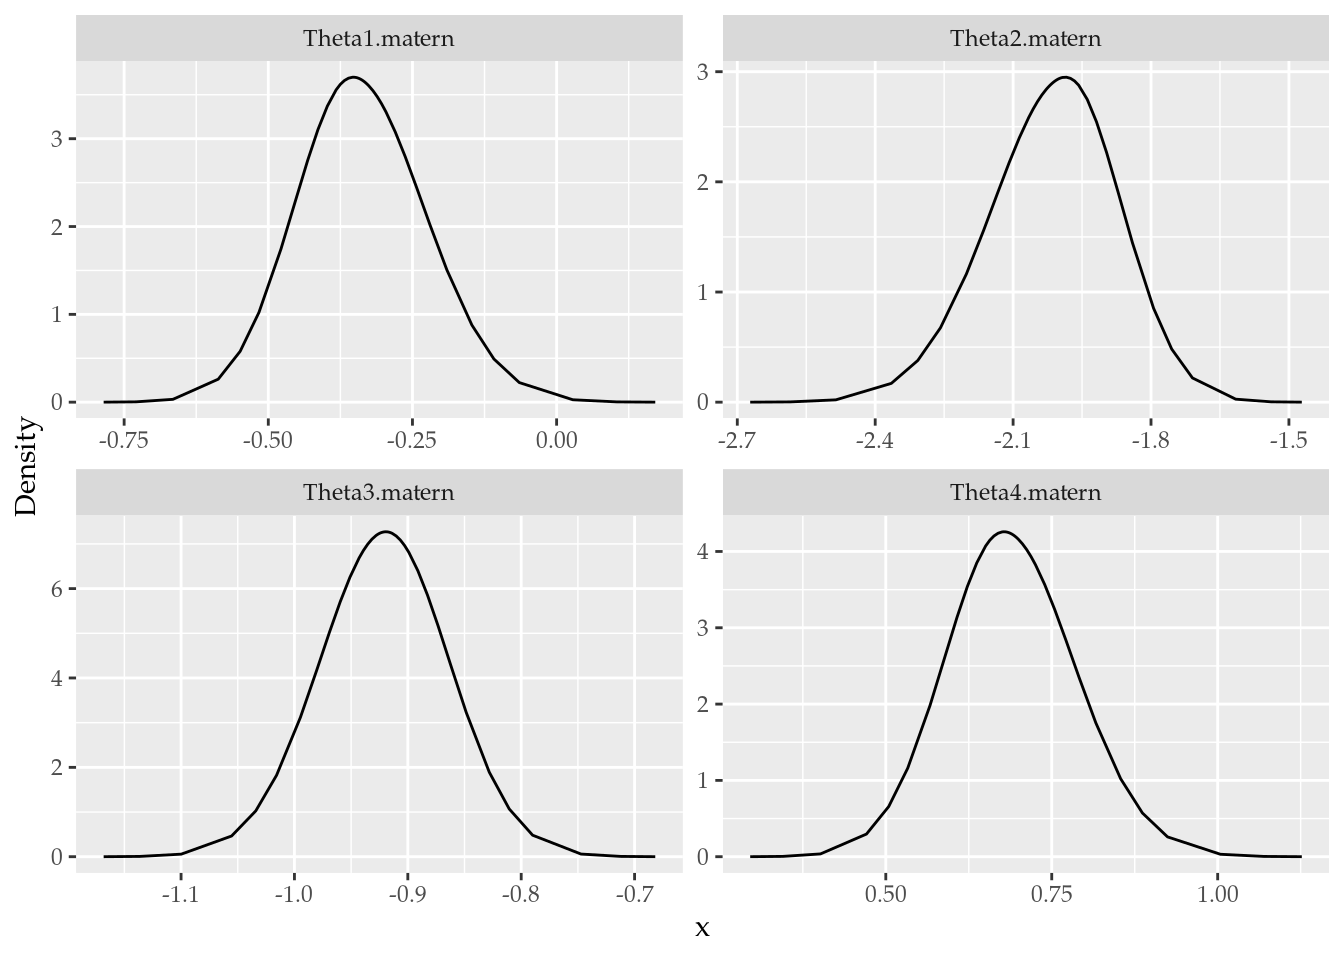 Theta1.matern
Theta2.matern
3
2
1
0
3
2
1
0
-0.75 -0.50 -0.25 0.00
-2.7 -2.4 -2.1 -1.8 -1.5
Density
Theta3.matern
Theta4.matern
6
4
2
0
4
3
2
1
0
-1.1 -1.0 -0.9 -0.8 -0.7
0.50 0.75 1.00
x